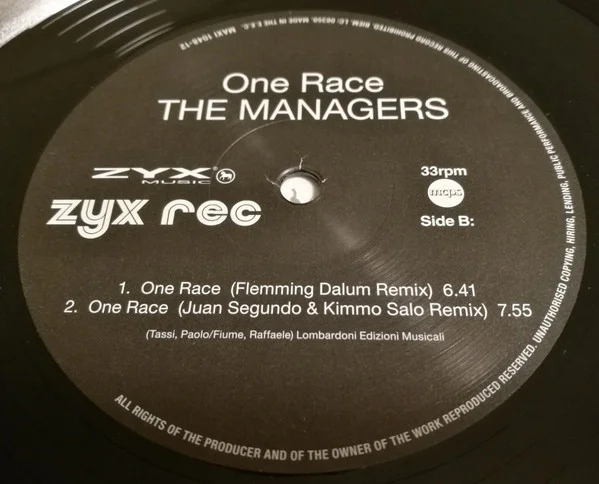 One Race
THE MANAGERS
ZYX
MUSIC
zyx rec
33rpm
mcps
Side B:
1. One Race (Flemming Dalum Remix) 6.41
2. One Race (Juan Segundo & Kimmo Salo Remix) 7.55
(Tassi, Paolo/Fiume, Raffaele) Lombardoni Edizioni Musicali
ALL RIGHTS OF THE PRODUCER AND OF THE OWNER OF THE WORK REPRODUCED RESERVED. UNAUTHORISED COPYING, HIRING, LENDING, PUBLIC PERFORMANCE AND BROADCASTING OF THIS RECORD PROHIBITED. BIEM. LC: 06350. MADE IN THE E.E.C. MAXI 1048-12